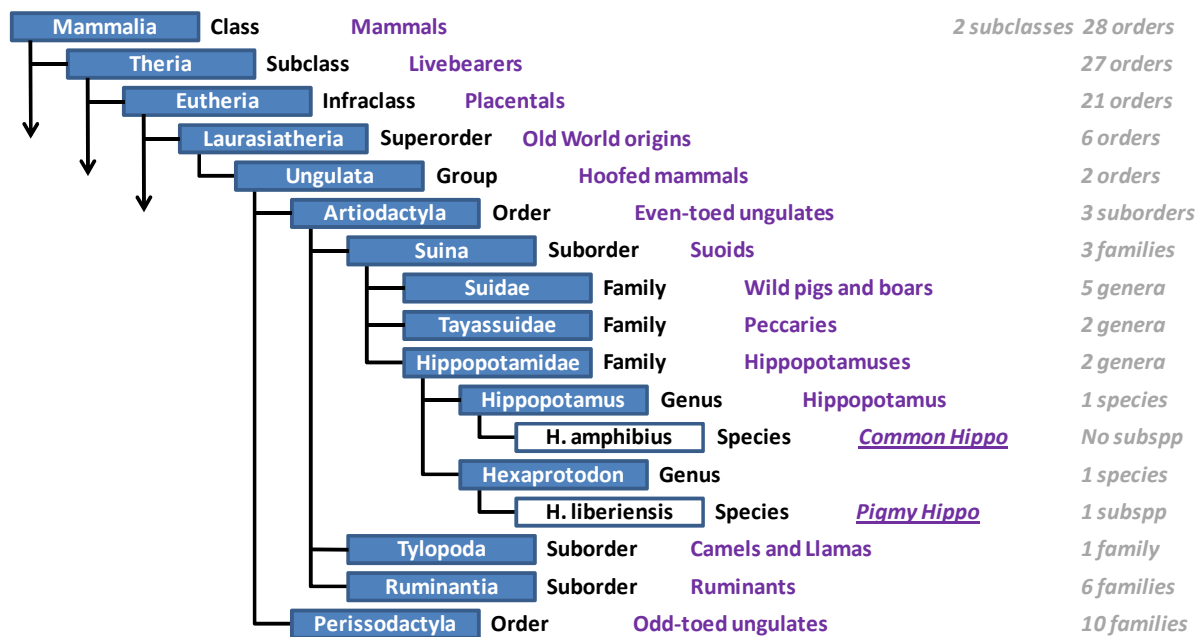 Mammalia Class Mammals 2 subclasses 28 orders
Theria Subclass Livebearers 27 orders
Eutheria Infraclass Placentals 21 orders
Laurasiatheria Superorder Old World origins 6 orders
Ungulata Group Hoofed mammals 2 orders
Artiodactyla Order Even-toed ungulates 3 suborders
Suina Suborder Suoids 3 families
Suidae Family Wild pigs and boars 5 genera
Tayassuidae Family Peccaries 2 genera
Hippopotamidae Family Hippopotamuses 2 genera
Hippopotamus Genus Hippopotamus 1 species
H. amphibius Species Common Hippo No subspp
Hexaprotodon Genus 1 species
H. liberiensis Species Pigmy Hippo 1 subspp
Tylopoda Suborder Camels and Llamas 1 family
Ruminantia Suborder Ruminants 6 families
Perissodactyla Order Odd-toed ungulates 10 families